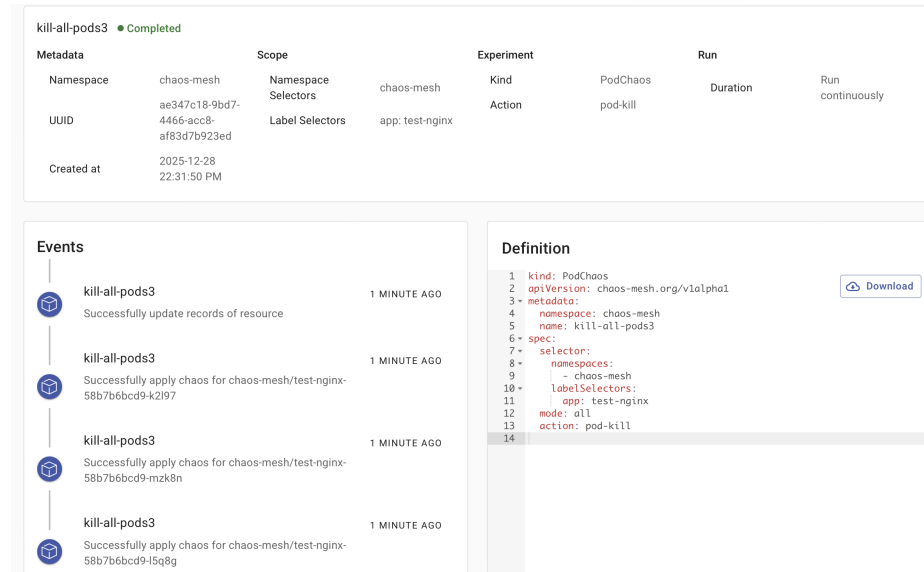 kill-all-pods3 Completed
Metadata
Namespace chaos-mesh
UUID ae347c18-9bd7-
4466-acc8-
af83d7b923ed
Created at 2025-12-28
22:31:50 PM
Scope
Namespace
Selectors chaos-mesh
Label Selectors app: test-nginx
Experiment
Kind PodChaos
Action pod-kill
Run
Duration Run
continuously
Events
kill-all-pods3 1 MINUTE AGO
Successfully update records of resource
kill-all-pods3 1 MINUTE AGO
Successfully apply chaos for chaos-mesh/test-nginx-
58b7b6bcd9-k2l97
kill-all-pods3 1 MINUTE AGO
Successfully apply chaos for chaos-mesh/test-nginx-
58b7b6bcd9-mzk8n
kill-all-pods3 1 MINUTE AGO
Successfully apply chaos for chaos-mesh/test-nginx-
58b7b6bcd9-l5q8g
Definition
Download
1 kind: PodChaos
2 apiVersion: chaos-mesh.org/v1alpha1
3 metadata:
4 namespace: chaos-mesh
5 name: kill-all-pods3
6 spec:
7 selector:
8 namespaces:
9 - chaos-mesh
10 labelSelectors:
11 app: test-nginx
12 mode: all
13 action: pod-kill
14